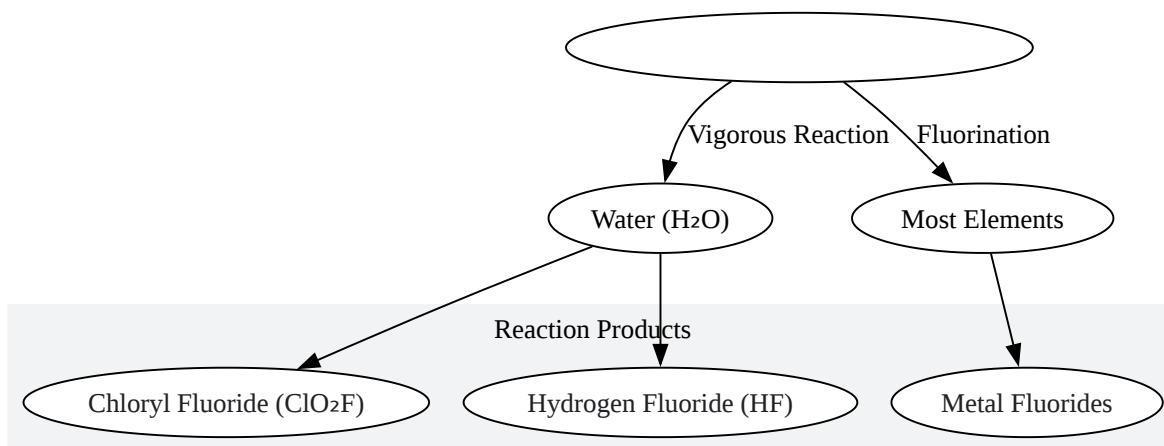 Vigorous Reaction
Fluorination
Water (H₂O)
Most Elements
Reaction Products
Chloryl Fluoride (ClO₂F)
Hydrogen Fluoride (HF)
Metal Fluorides